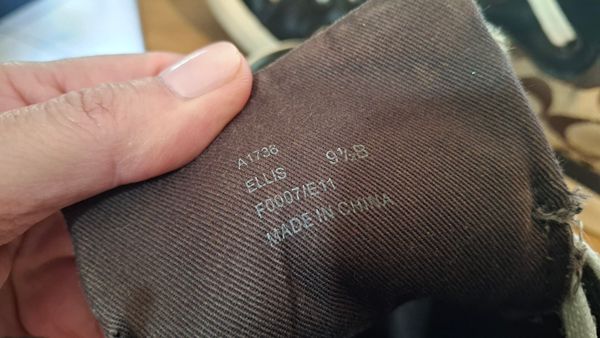 A1736
ELLIS 9½B
F0007/E11
MADE IN CHINA